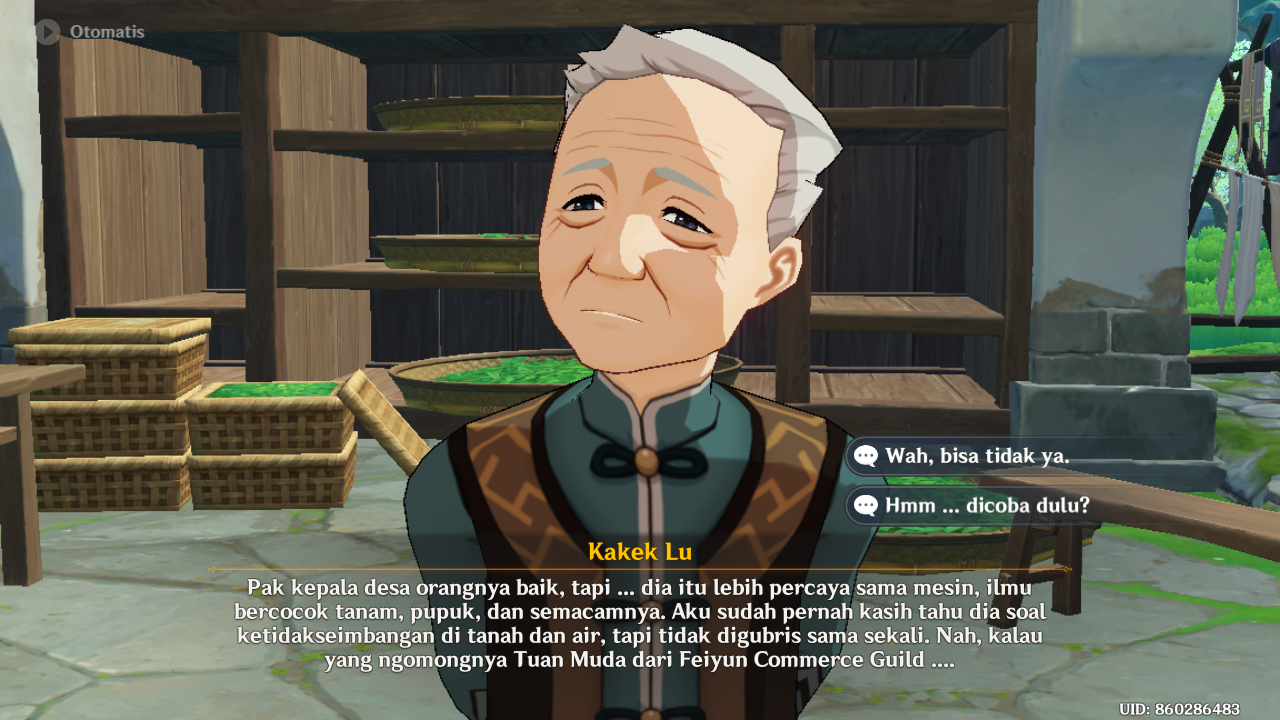 Otomatis
Wah, bisa tidak ya.
Hmm ... dicoba dulu?
Kakek Lu
Pak kepala desa orangnya baik, tapi ... dia itu lebih percaya sama mesin, ilmu
bercocok tanam, pupuk, dan semacamnya. Aku sudah pernah kasih tahu dia soal
ketidakseimbangan di tanah dan air, tapi tidak digubris sama sekali. Nah, kalau
yang ngomongnya Tuan Muda dari Feiyun Commerce Guild ....
UID: 860286483